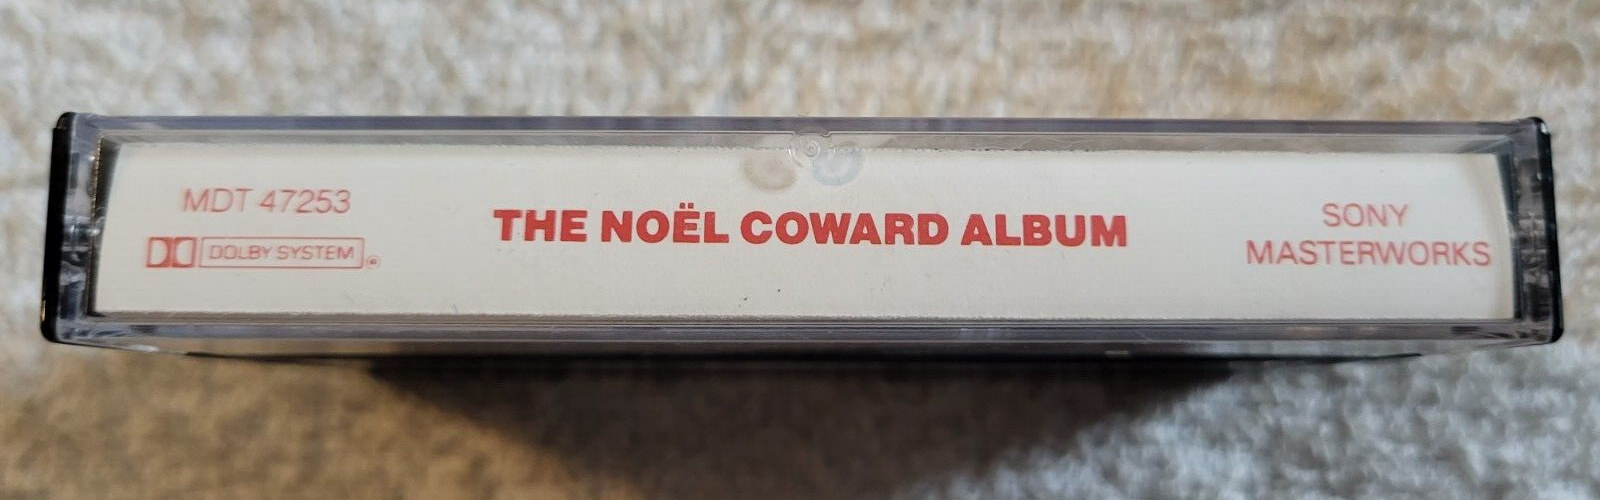 MDT 47253
DOLBY SYSTEM ®
THE NOËL COWARD ALBUM
SONY
MASTERWORKS